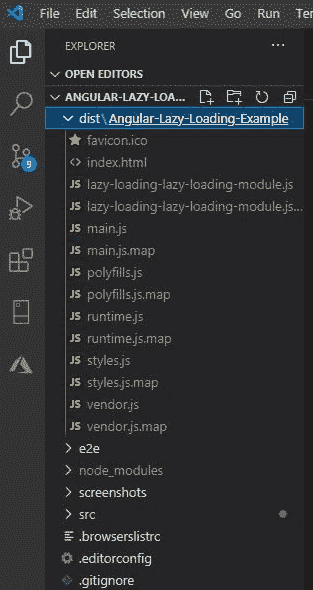 File Edit View Go Run Term
EXPLORER ...
OPEN EDITORS
ANGULAR-LAZY-LOA...
dist\Angular-Lazy-Loading-Example
favicon.ico
<> index.html
JS lazy-loading-lazy-loading-module.js
JS lazy-loading-lazy-loading-module.js...
JS main.js
JS main.js.map
JS polyfills.js
JS polyfills.js.map
JS runtime.js
JS runtime.js.map
JS styles.js
JS styles.js.map
JS vendor.js
JS vendor.js.map
9
e2e
node_modules
screenshots
src
.browserslistrc
.editorconfig
.gitignore